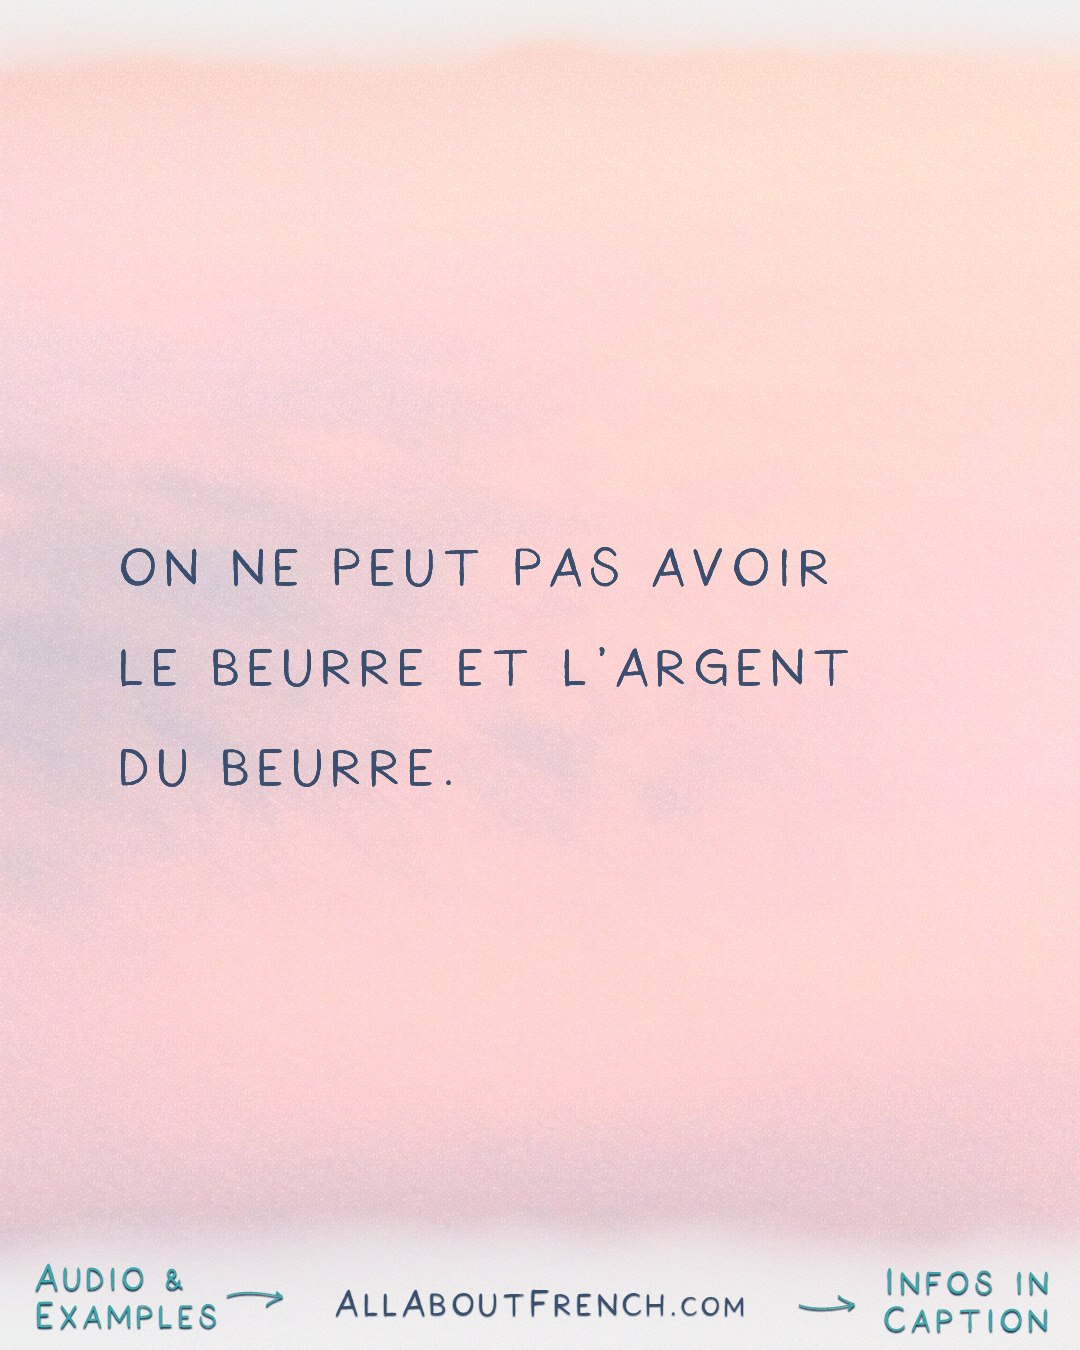 ON NE PEUT PAS AVOIR
LE BEURRE ET L'ARGENT
DU BEURRE.
AUDIO &
EXAMPLES
ALLABOUTFRENCH.COM
INFOS IN
CAPTION